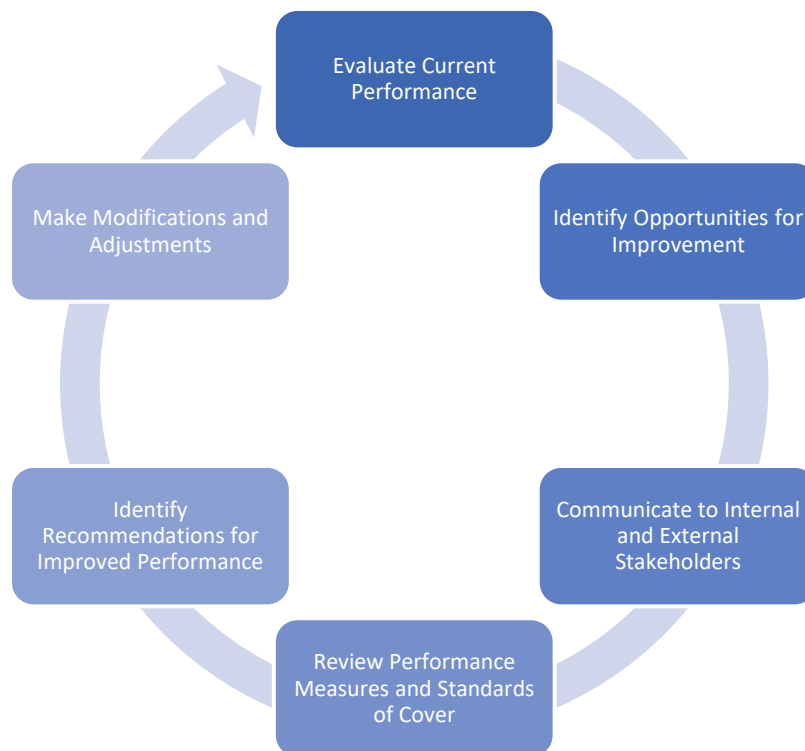 Evaluate Current
Performance
Identify Opportunities for
Improvement
Communicate to Internal
and External
Stakeholders
Review Performance
Measures and Standards
of Cover
Identify
Recommendations for
Improved Performance
Make Modifications and
Adjustments